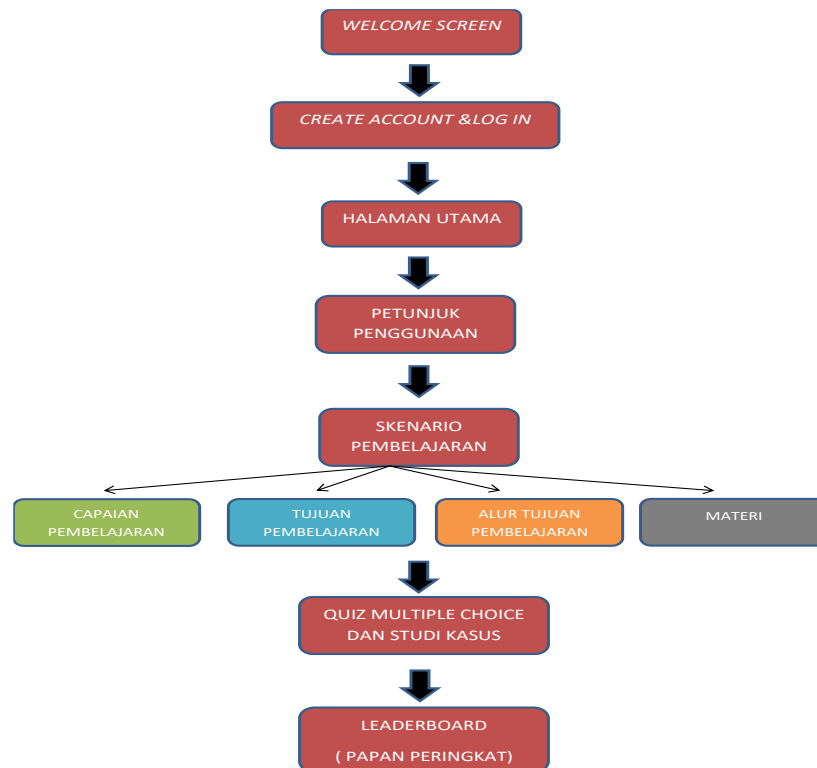 WELCOME SCREEN
CREATE ACCOUNT &LOG IN
HALAMAN UTAMA
PETUNJUK
PENGGUNAAN
SKENARIO
PEMBELAJARAN
CAPAIAN
PEMBELAJARAN
TUJUAN
PEMBELAJARAN
ALUR TUJUAN
PEMBELAJARAN
MATERI
QUIZ MULTIPLE CHOICE
DAN STUDI KASUS
LEADERBOARD
( PAPAN PERINGKAT)